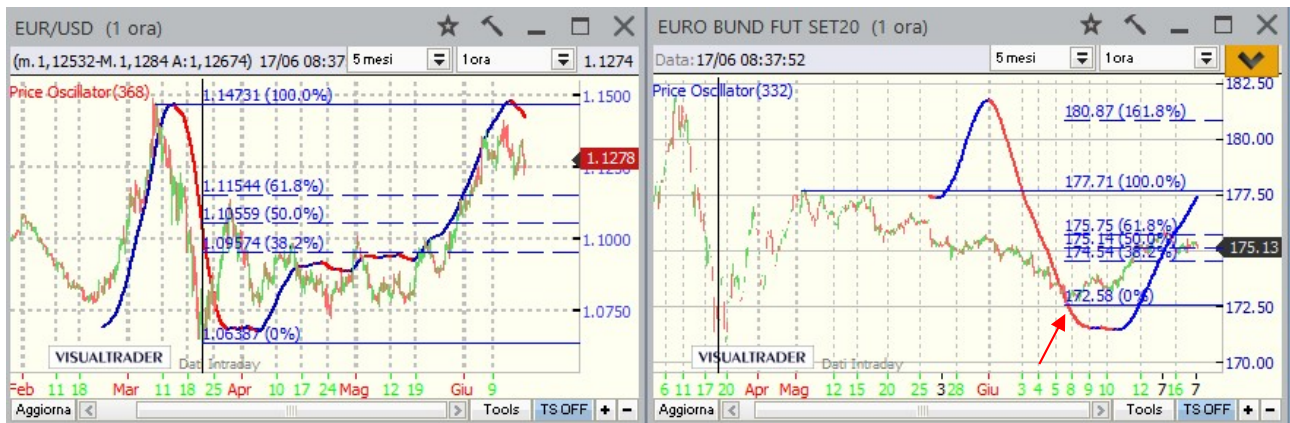 EUR/USD (1 ora)
(m. 1,12532-M. 1,1284 A: 1,12674) 17/06 08:37 5 mesi 1 ora 1.1274
Price Oscillator(368)
1.14731 (100.0%)
1.1500
1.1278
1.11544 (61.8%)
1.10559 (50.0%)
1.09574 (38.2%)
1.1000
1.0750
1.06387 (0%)
VISUALTRADER
Dati Intraday
Feb 11 18 Mar 11 18 25 Apr 10 17 24 Mag 12 19 Giu 9
Aggiorna Tools TS OFF + -
EURO BUND FUT SET20 (1 ora)
Data: 17/06 08:37:52 5 mesi 1 ora
Price Oscillator(332)
182.50
180.87 (161.8%)
180.00
177.71 (100.0%)
177.50
175.75 (61.8%)
175.14 (50.0%)
175.13
174.54 (38.2%)
172.58 (0%)
172.50
170.00
VISUALTRADER
Dati Intraday
6 11 17 20 Apr Mag 12 15 20 25 3 28 Giu 3 4 5 8 9 10 12 7 16 7
Aggiorna Tools TS OFF + -